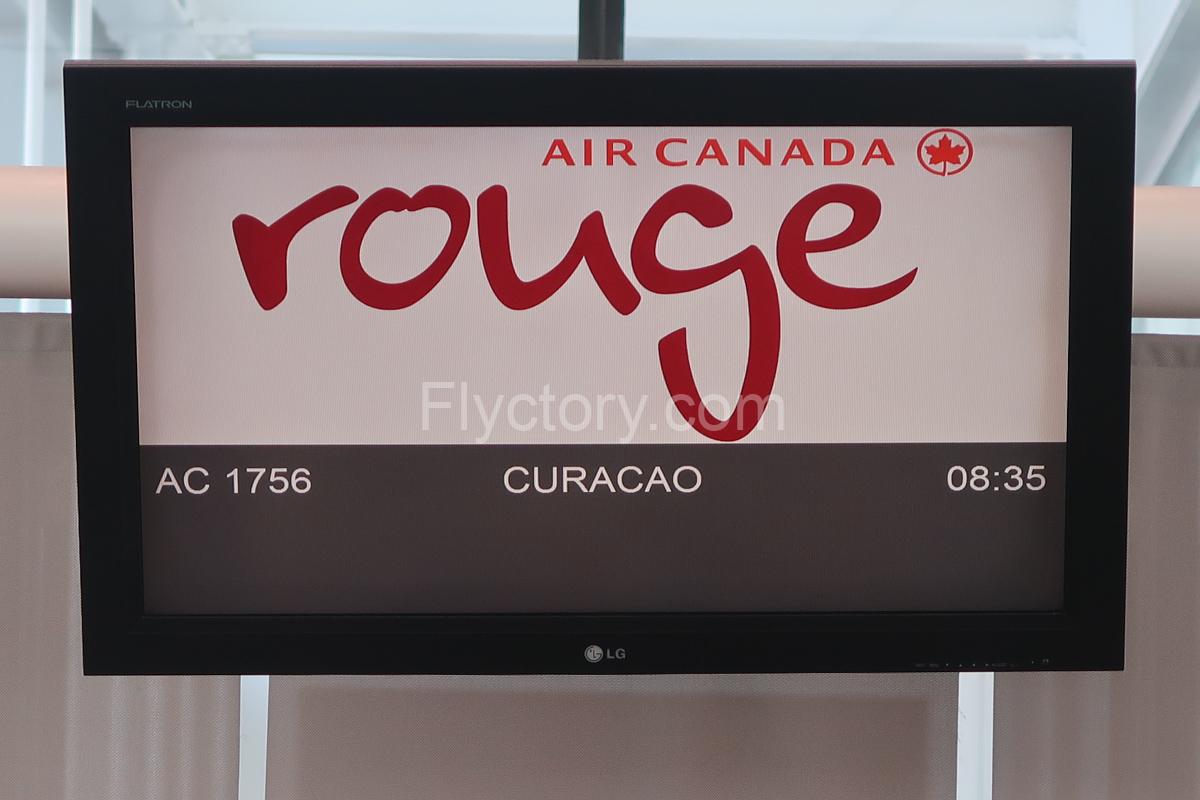 FLATRON
AIR CANADA
rouge
Flyctory.com
AC 1756 CURACAO 08:35
LG